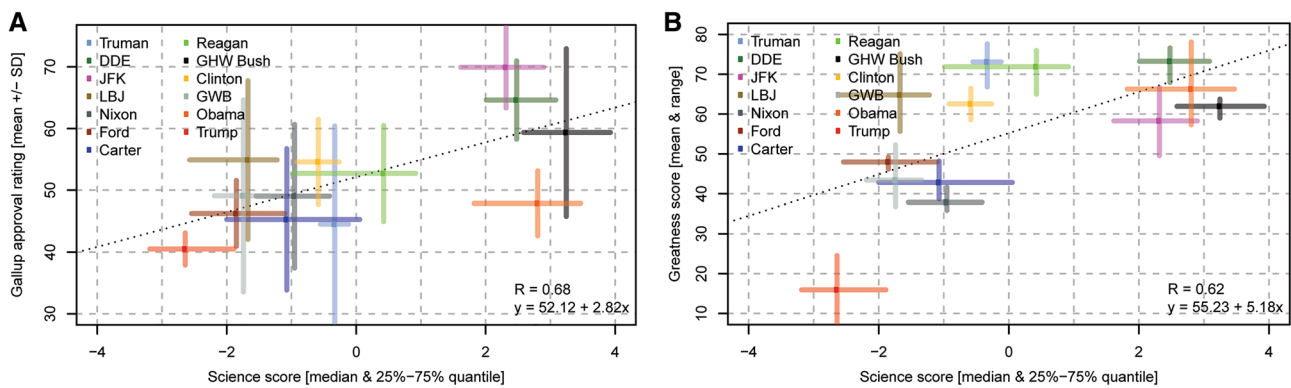 A
Gallup approval rating [mean +/− SD]
70
60
50
40
30
Truman
DDE
JFK
LBJ
Nixon
Ford
Carter
Reagan
GHW Bush
Clinton
GWB
Obama
Trump
R = 0.68
y = 52.12 + 2.82x
−4 −2 0 2 4
Science score [median & 25%−75% quantile]
B
Greatness score [mean & range]
80
70
60
50
40
30
20
10
Truman
DDE
JFK
LBJ
Nixon
Ford
Carter
Reagan
GHW Bush
Clinton
GWB
Obama
Trump
R = 0.62
y = 55.23 + 5.18x
−4 −2 0 2 4
Science score [median & 25%−75% quantile]